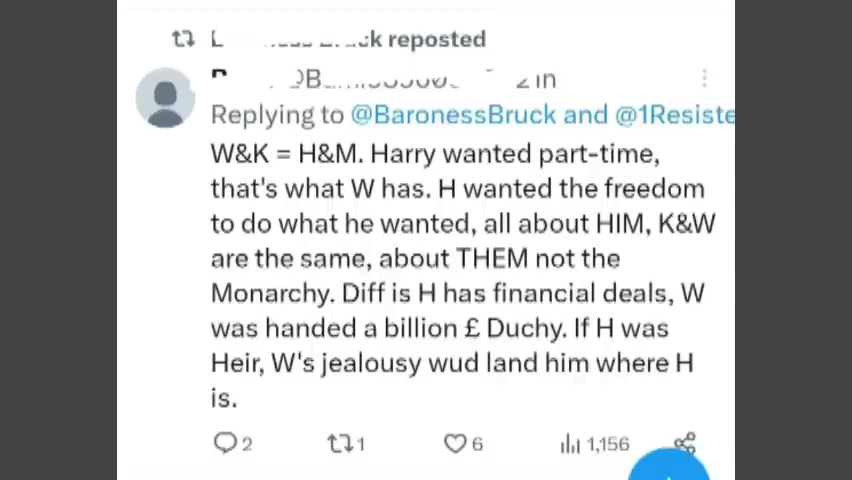 k reposted
in
Replying to @BaronessBruck and @1Resiste
W&K = H&M. Harry wanted part-time,
that's what W has. H wanted the freedom
to do what he wanted, all about HIM, K&W
are the same, about THEM not the
Monarchy. Diff is H has financial deals, W
was handed a billion £ Duchy. If H was
Heir, W's jealousy wud land him where H
is.
2 1 6 1,156